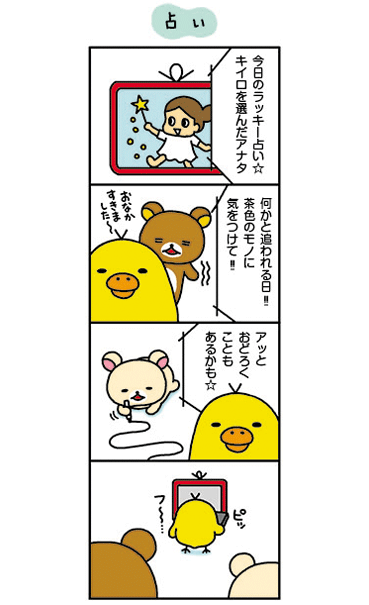 占い
今日のラッキー占い☆
キイロを選んだアナタ
何かと追われる日!!
茶色のモノに
気をつけて!!
おなか
すきま
した〜
アッと
おどろく
ことも
あるかも☆
ピッ
フ〜…